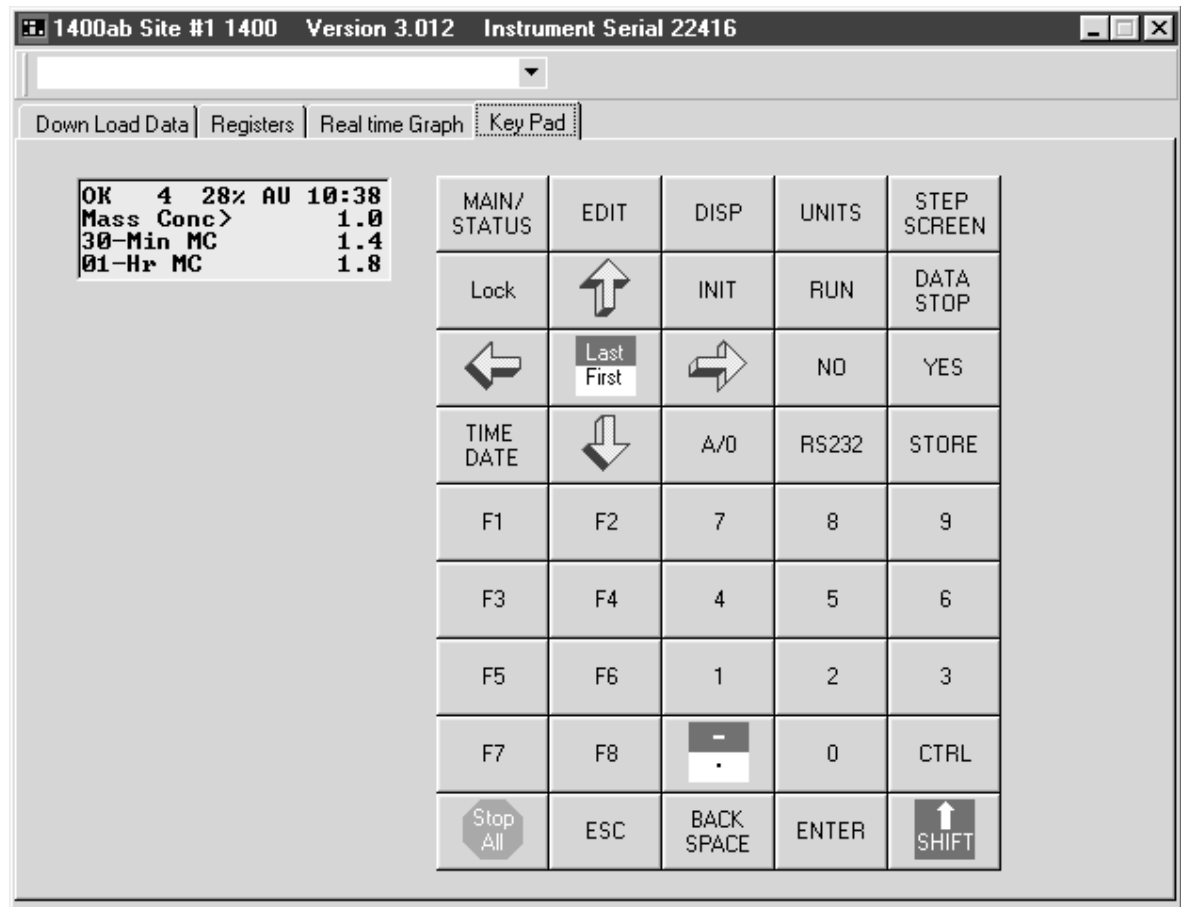 1400ab Site #1 1400 Version 3.012 Instrument Serial 22416
Down Load Data Registers Real time Graph Key Pad
OK 4 28% AU 10:38
Mass Conc> 1.0
30-Min MC 1.4
01-Hr MC 1.8
MAIN/
STATUS
EDIT
DISP
UNITS
STEP
SCREEN
Lock
INIT
RUN
DATA
STOP
Last
First
NO
YES
TIME
DATE
A/0
RS232
STORE
F1
F2
7
8
9
F3
F4
4
5
6
F5
F6
1
2
3
F7
F8
-
.
0
CTRL
Stop
All
ESC
BACK
SPACE
ENTER
SHIFT